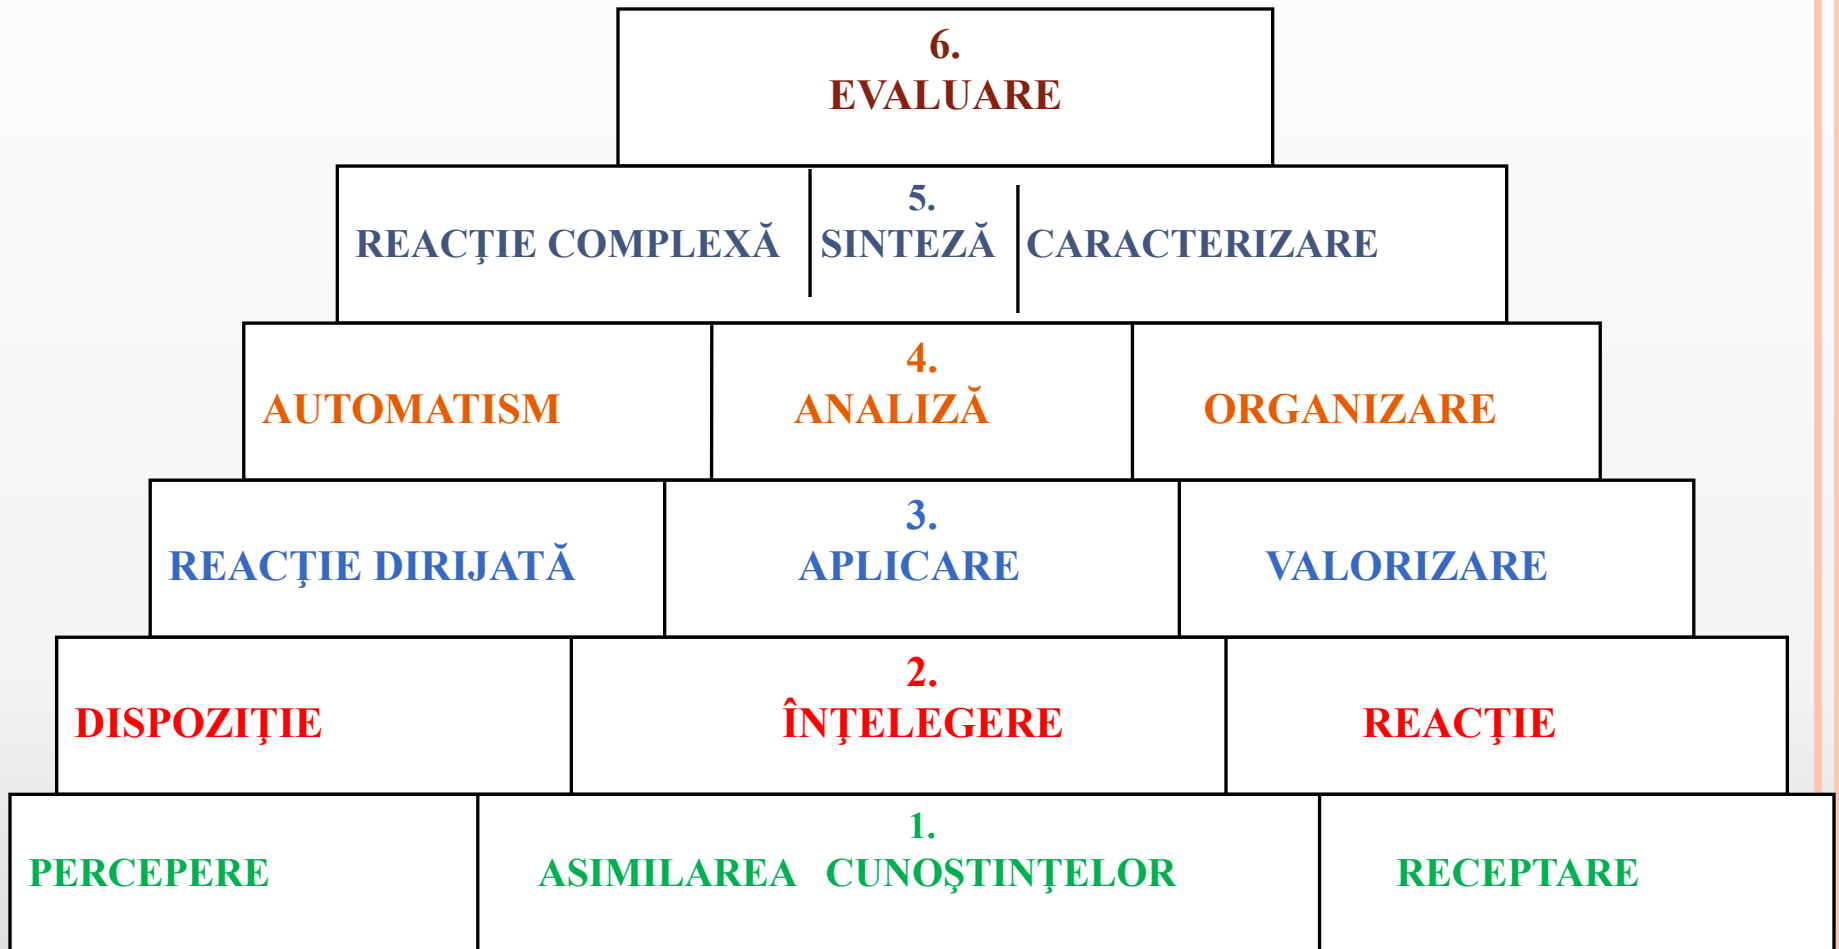 6.
EVALUARE
5.
REACŢIE COMPLEXĂ SINTEZĂ CARACTERIZARE
4.
AUTOMATISM ANALIZĂ ORGANIZARE
3.
REACŢIE DIRIJATĂ APLICARE VALORIZARE
2.
DISPOZIŢIE ÎNŢELEGERE REACŢIE
1.
PERCEPERE ASIMILAREA CUNOŞTINŢELOR RECEPTARE